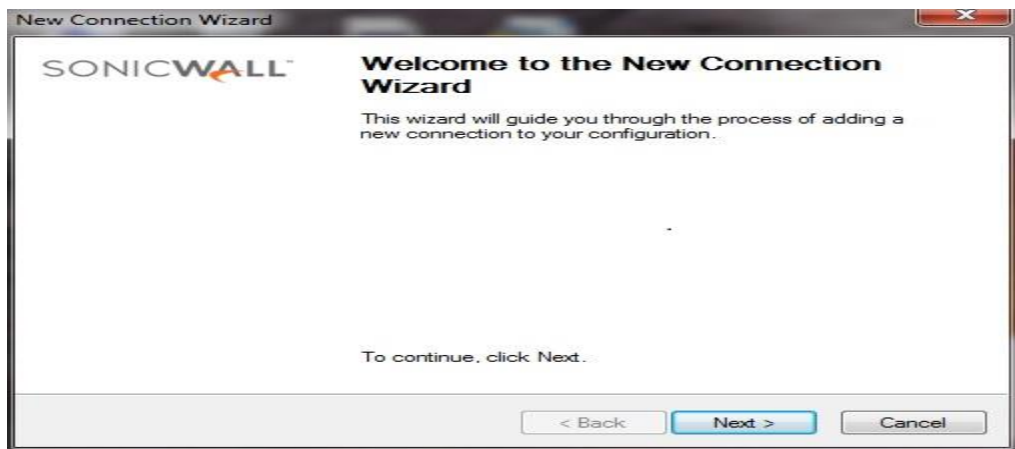 New Connection Wizard
SONICWALL™
Welcome to the New Connection
Wizard
This wizard will guide you through the process of adding a
new connection to your configuration.
To continue, click Next.
< Back Next > Cancel